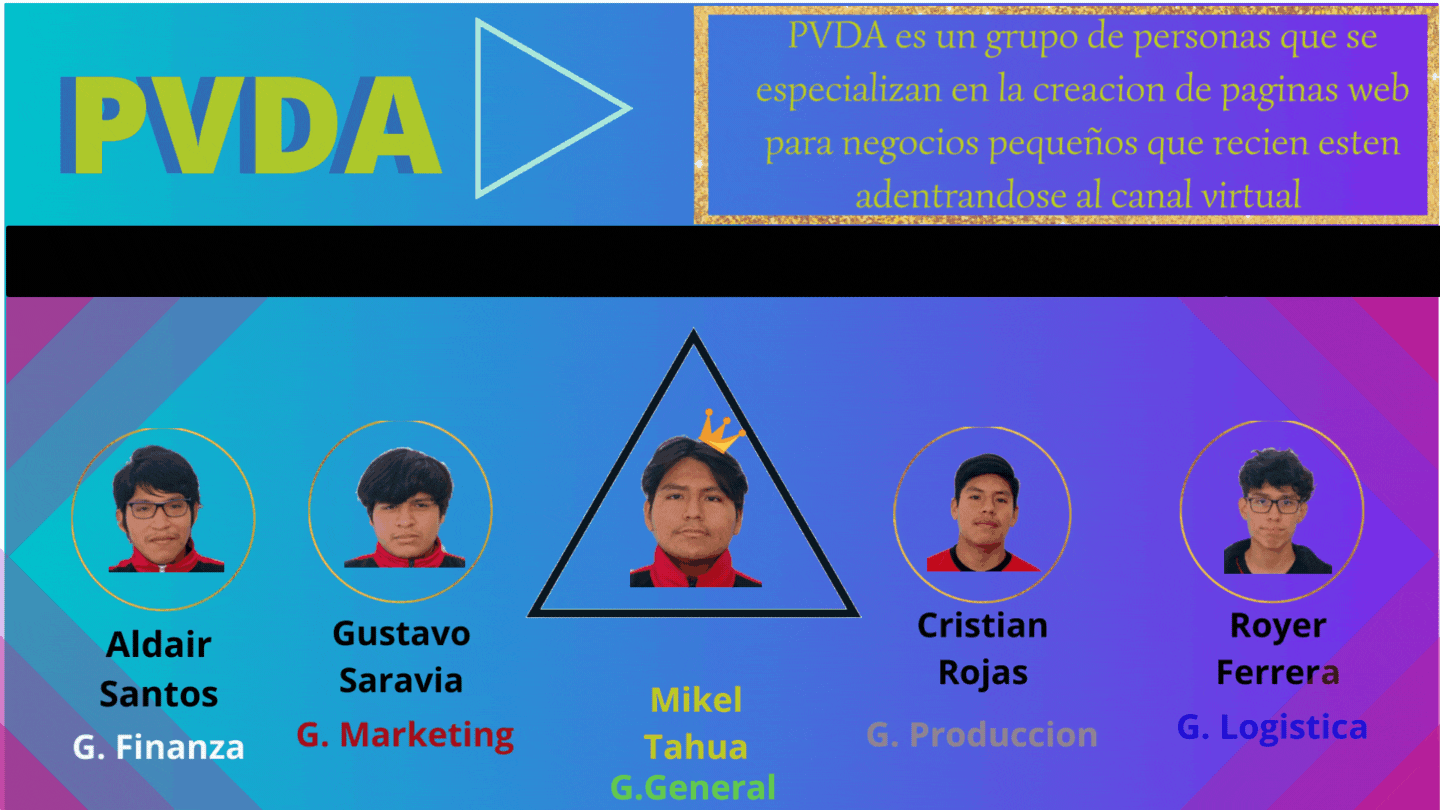 PVDA
PVDA es un grupo de personas que se
especializan en la creacion de paginas web
para negocios pequeños que recien esten
adentrandose al canal virtual
Aldair
Santos
G. Finanza
Gustavo
Saravia
G. Marketing
Mikel
Tahua
G.General
Cristian
Rojas
G. Produccion
Royer
Ferrera
G. Logistica